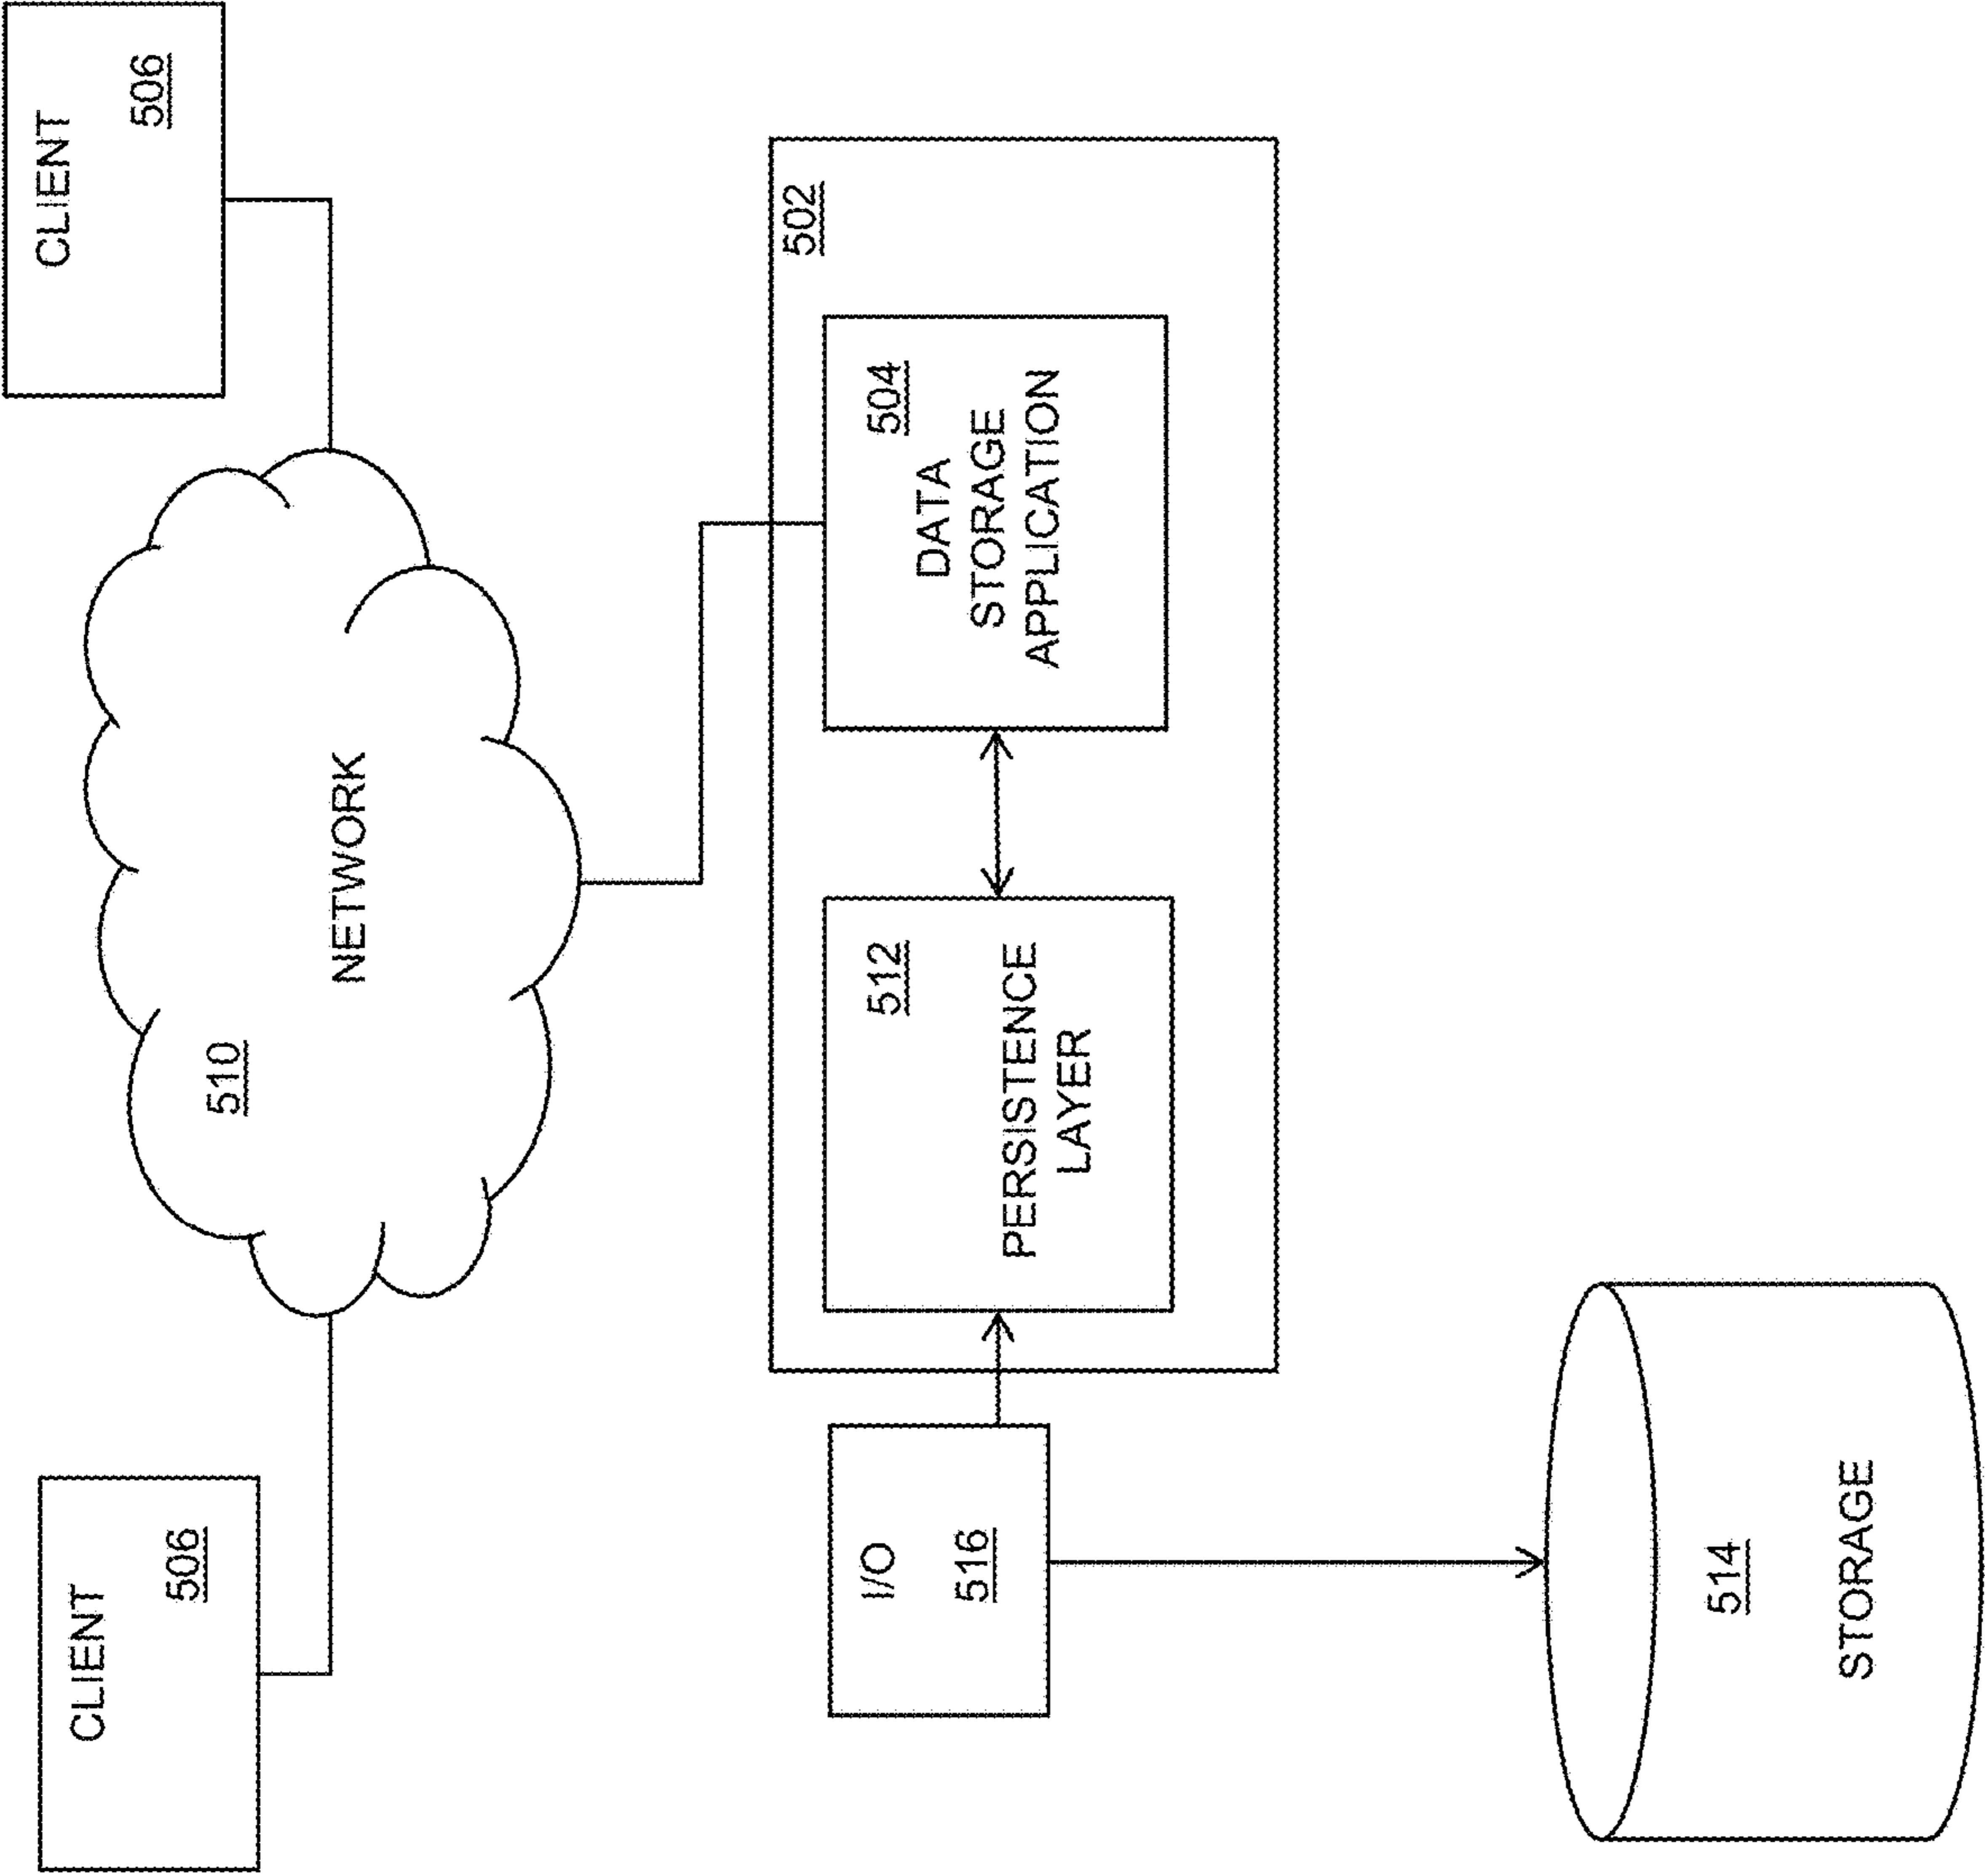 CLIENT
506
CLIENT
506
510
NETWORK
502
512
PERSISTENCE
LAYER
504
DATA
STORAGE
APPLICATION
I/O
516
514
STORAGE